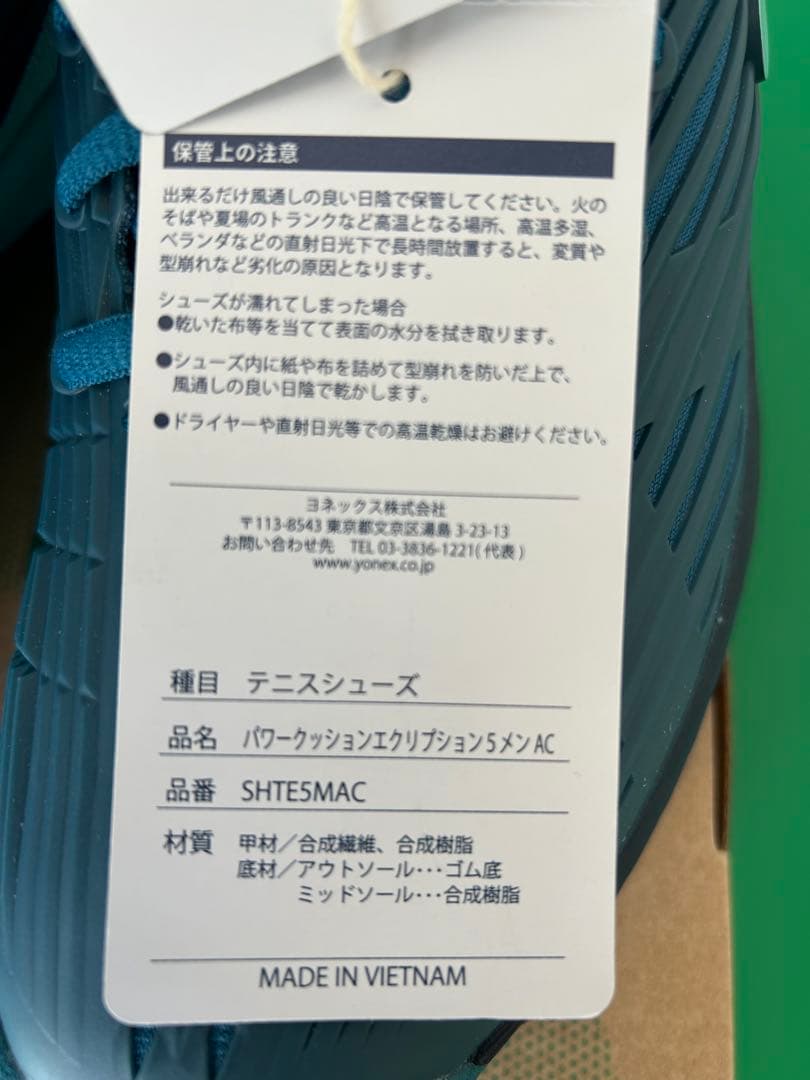 保管上の注意
出来るだけ風通しの良い日陰で保管してください。火の
そばや夏場のトランクなど高温となる場所、高温多湿、
ベランダなどの直射日光下で長時間放置すると、変質や
型崩れなど劣化の原因となります。
シューズが濡れてしまった場合
●乾いた布等を当てて表面の水分を拭き取ります。
●シューズ内に紙や布を詰めて型崩れを防いだ上で、
風通しの良い日陰で乾かします。
●ドライヤーや直射日光等での高温乾燥はお避けください。
ヨネックス株式会社
〒113-8543 東京都文京区湯島 3-23-13
お問い合わせ先 TEL 03-3836-1221(代表)
www.yonex.co.jp
種目 テニスシューズ
品名 パワークッションエクリプション5メンAC
品番 SHTE5MAC
材質 甲材／合成繊維、合成樹脂
底材／アウトソール･･･ゴム底
ミッドソール･･･合成樹脂
MADE IN VIETNAM